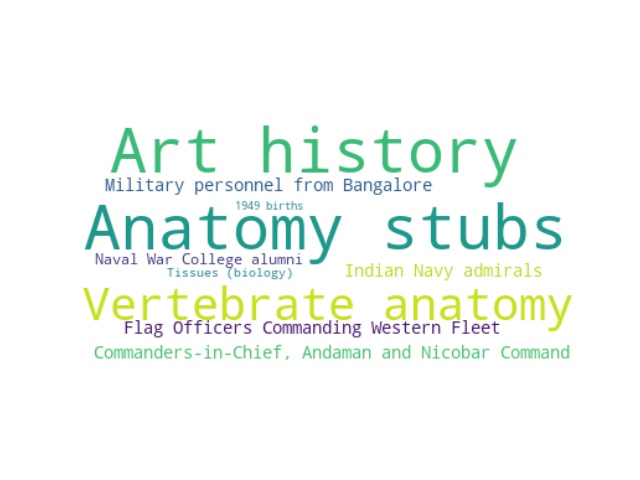 Art history
Military personnel from Bangalore
1949 births
Anatomy stubs
Naval War College alumni
Tissues (biology)
Indian Navy admirals
Vertebrate anatomy
Flag Officers Commanding Western Fleet
Commanders-in-Chief, Andaman and Nicobar Command